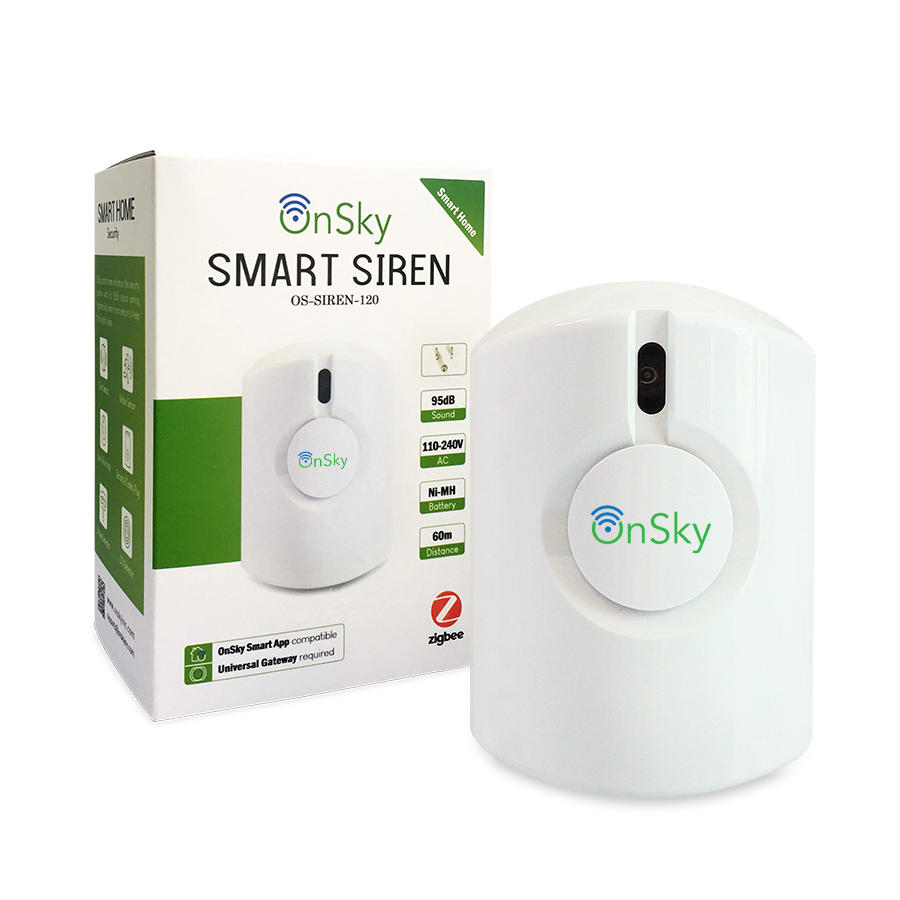 SMART HOME
Security
OnSky
Smart Home
SMART SIREN
OS-SIREN-120
95dB
Sound
110-240V
AC
Ni-MH
Battery
60m
Distance
OnSky
zigbee
OnSky Smart App compatible
Universal Gateway required
OnSky